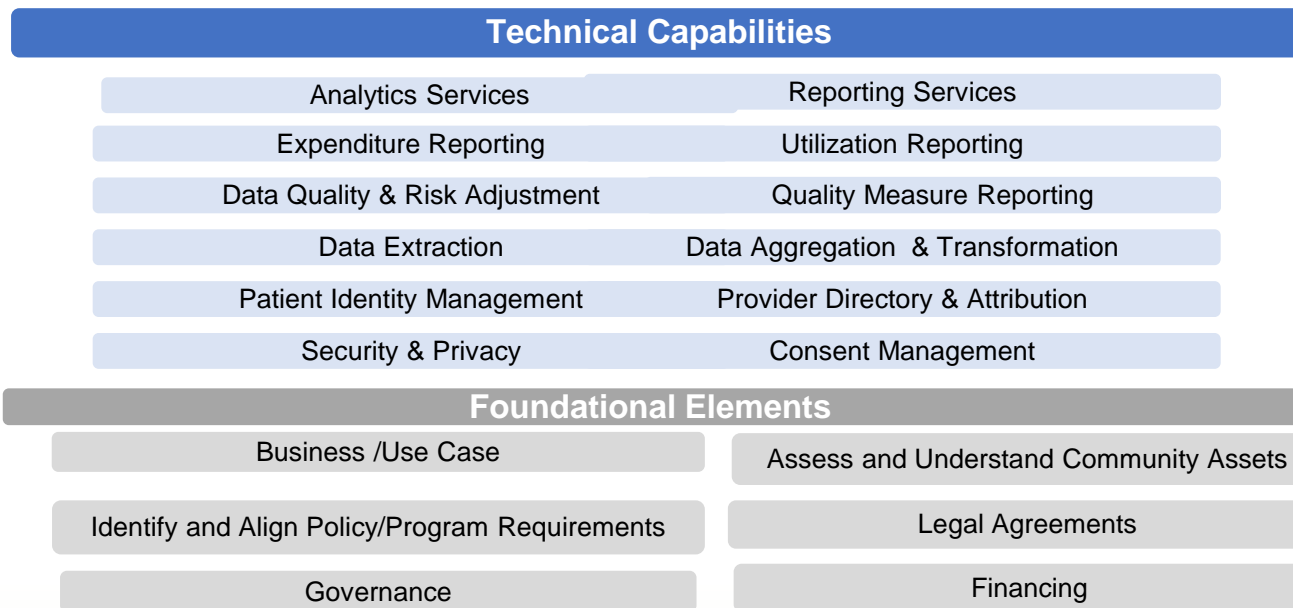 Technical Capabilities
Analytics Services
Reporting Services
Expenditure Reporting
Utilization Reporting
Data Quality & Risk Adjustment
Quality Measure Reporting
Data Extraction
Data Aggregation & Transformation
Patient Identity Management
Provider Directory & Attribution
Security & Privacy
Consent Management
Foundational Elements
Business /Use Case
Assess and Understand Community Assets
Identify and Align Policy/Program Requirements
Legal Agreements
Governance
Financing